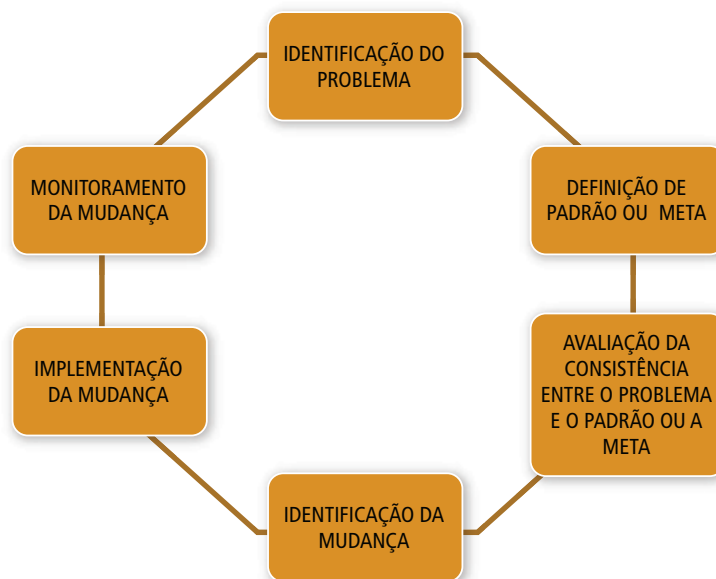 IDENTIFICAÇÃO DO
PROBLEMA
DEFINIÇÃO DE
PADRÃO OU META
AVALIAÇÃO DA
CONSISTÊNCIA
ENTRE O PROBLEMA
E O PADRÃO OU A
META
IDENTIFICAÇÃO DA
MUDANÇA
IMPLEMENTAÇÃO
DA MUDANÇA
MONITORAMENTO
DA MUDANÇA